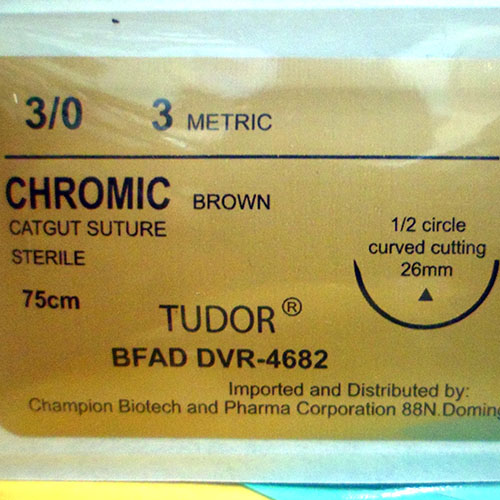 3/0 3 METRIC
CHROMIC BROWN
CATGUT SUTURE
STERILE
75cm
1/2 circle
curved cutting
26mm
TUDOR®
BFAD DVR-4682
Imported and Distributed by:
Champion Biotech and Pharma Corporation 88N.Doming